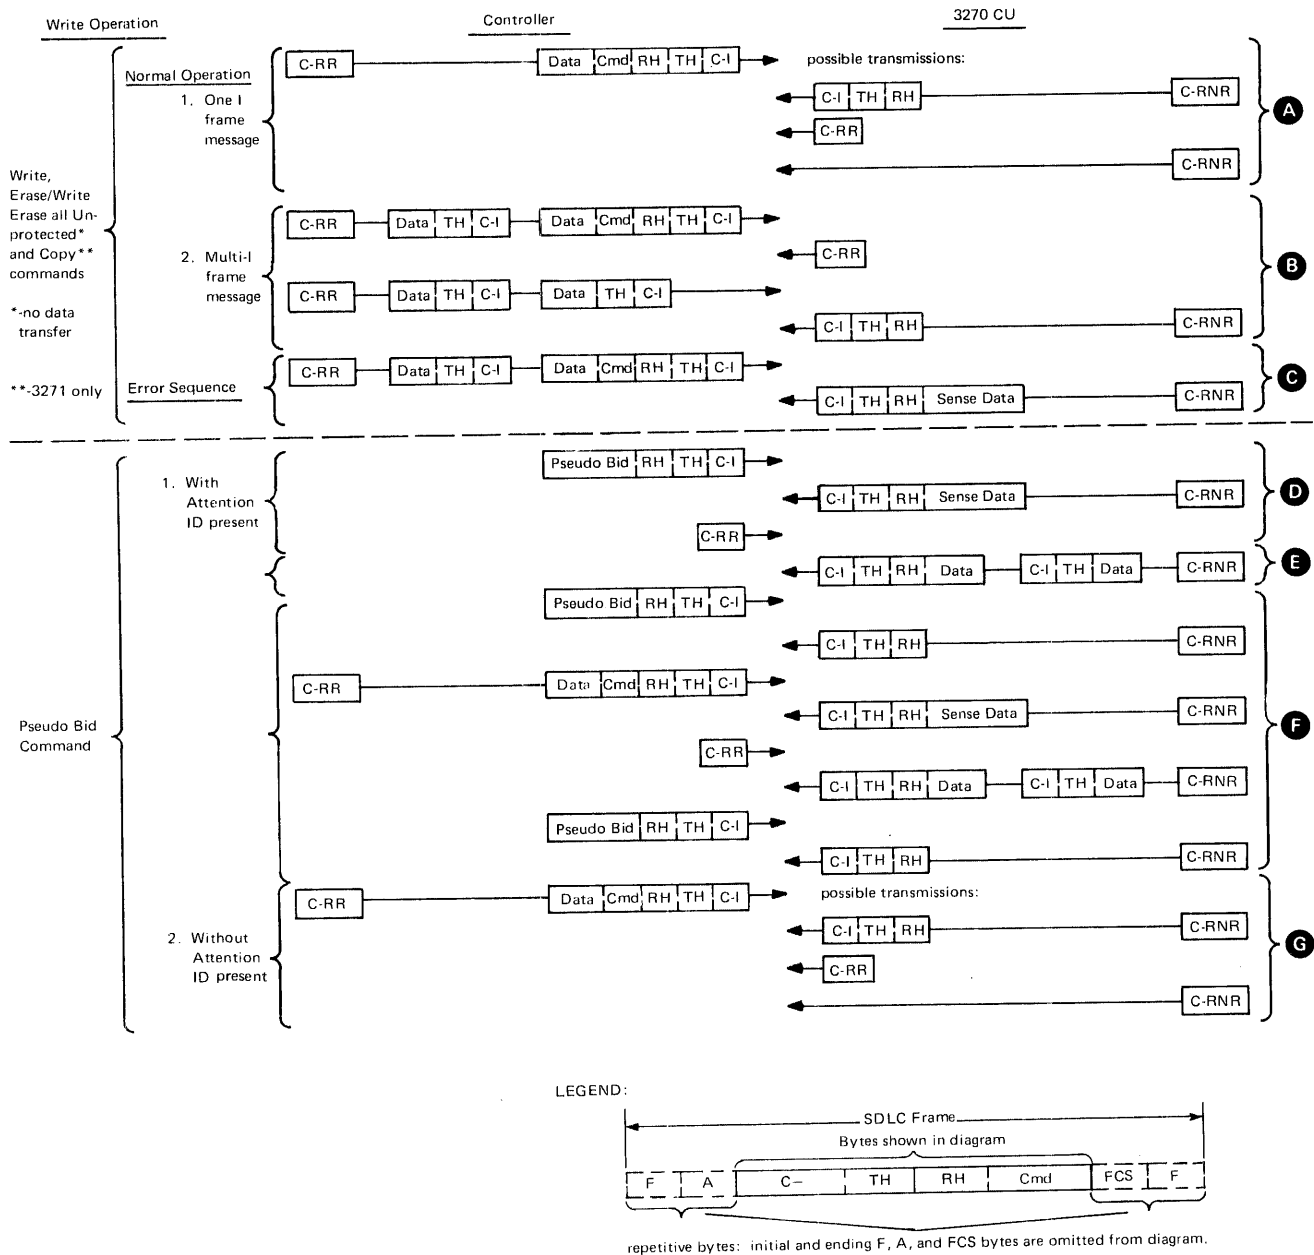 Write Operation
Controller
3270 CU
Normal Operation
1. One I
frame
message
C-RR
Data Cmd RH TH C-I
possible transmissions:
C-I TH RH
C-RNR
C-RR
C-RNR
A
Write,
Erase/Write
Erase all Un-
protected*
and Copy**
commands
*-no data
transfer
**-3271 only
2. Multi-I
frame
message
C-RR
Data TH C-I
Data Cmd RH TH C-I
C-RR
C-RR
Data TH C-I
Data TH C-I
C-I TH RH
C-RNR
B
Error Sequence
C-RR
Data TH C-I
Data Cmd RH TH C-I
C-I TH RH Sense Data
C-RNR
C
Pseudo Bid
Command
1. With
Attention
ID present
Pseudo Bid RH TH C-I
C-I TH RH Sense Data
C-RNR
C-RR
D
C-I TH RH Data
C-I TH Data
C-RNR
E
Pseudo Bid RH TH C-I
C-I TH RH
C-RNR
C-RR
Data Cmd RH TH C-I
C-I TH RH Sense Data
C-RNR
C-RR
C-I TH RH Data
C-I TH Data
C-RNR
Pseudo Bid RH TH C-I
C-I TH RH
C-RNR
F
2. Without
Attention
ID present
C-RR
Data Cmd RH TH C-I
possible transmissions:
C-I TH RH
C-RNR
C-RR
C-RNR
G
LEGEND:
SDLC Frame
Bytes shown in diagram
F A C– TH RH Cmd FCS F
repetitive bytes: initial and ending F, A, and FCS bytes are omitted from diagram.